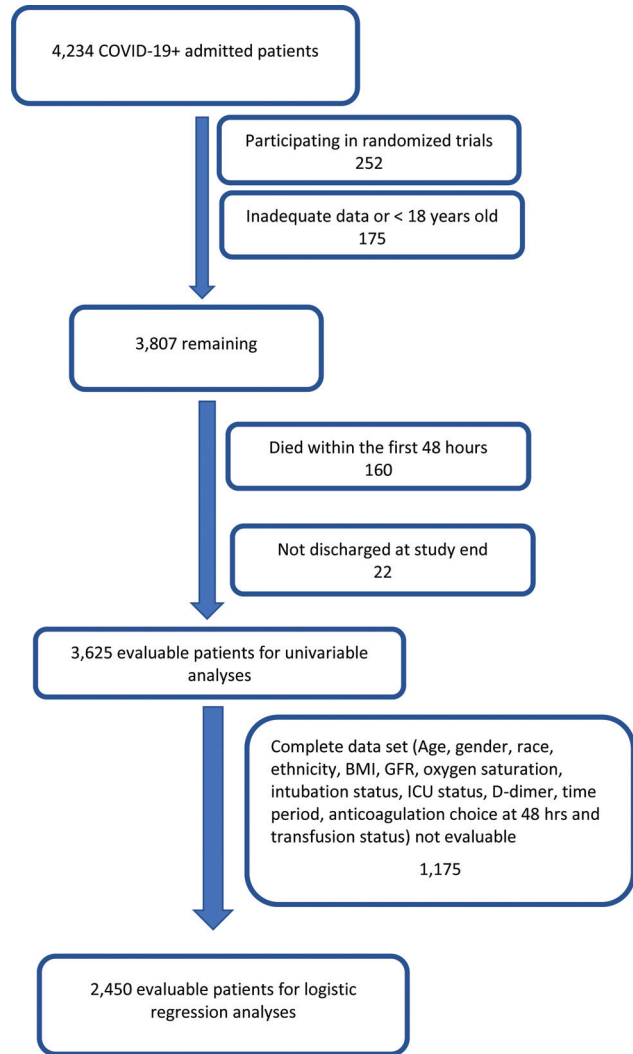 4,234 COVID-19+ admitted patients
Participating in randomized trials
252
Inadequate data or < 18 years old
175
3,807 remaining
Died within the first 48 hours
160
Not discharged at study end
22
3,625 evaluable patients for univariable
analyses
Complete data set (Age, gender, race,
ethnicity, BMI, GFR, oxygen saturation,
intubation status, ICU status, D-dimer, time
period, anticoagulation choice at 48 hrs and
transfusion status) not evaluable
1,175
2,450 evaluable patients for logistic
regression analyses